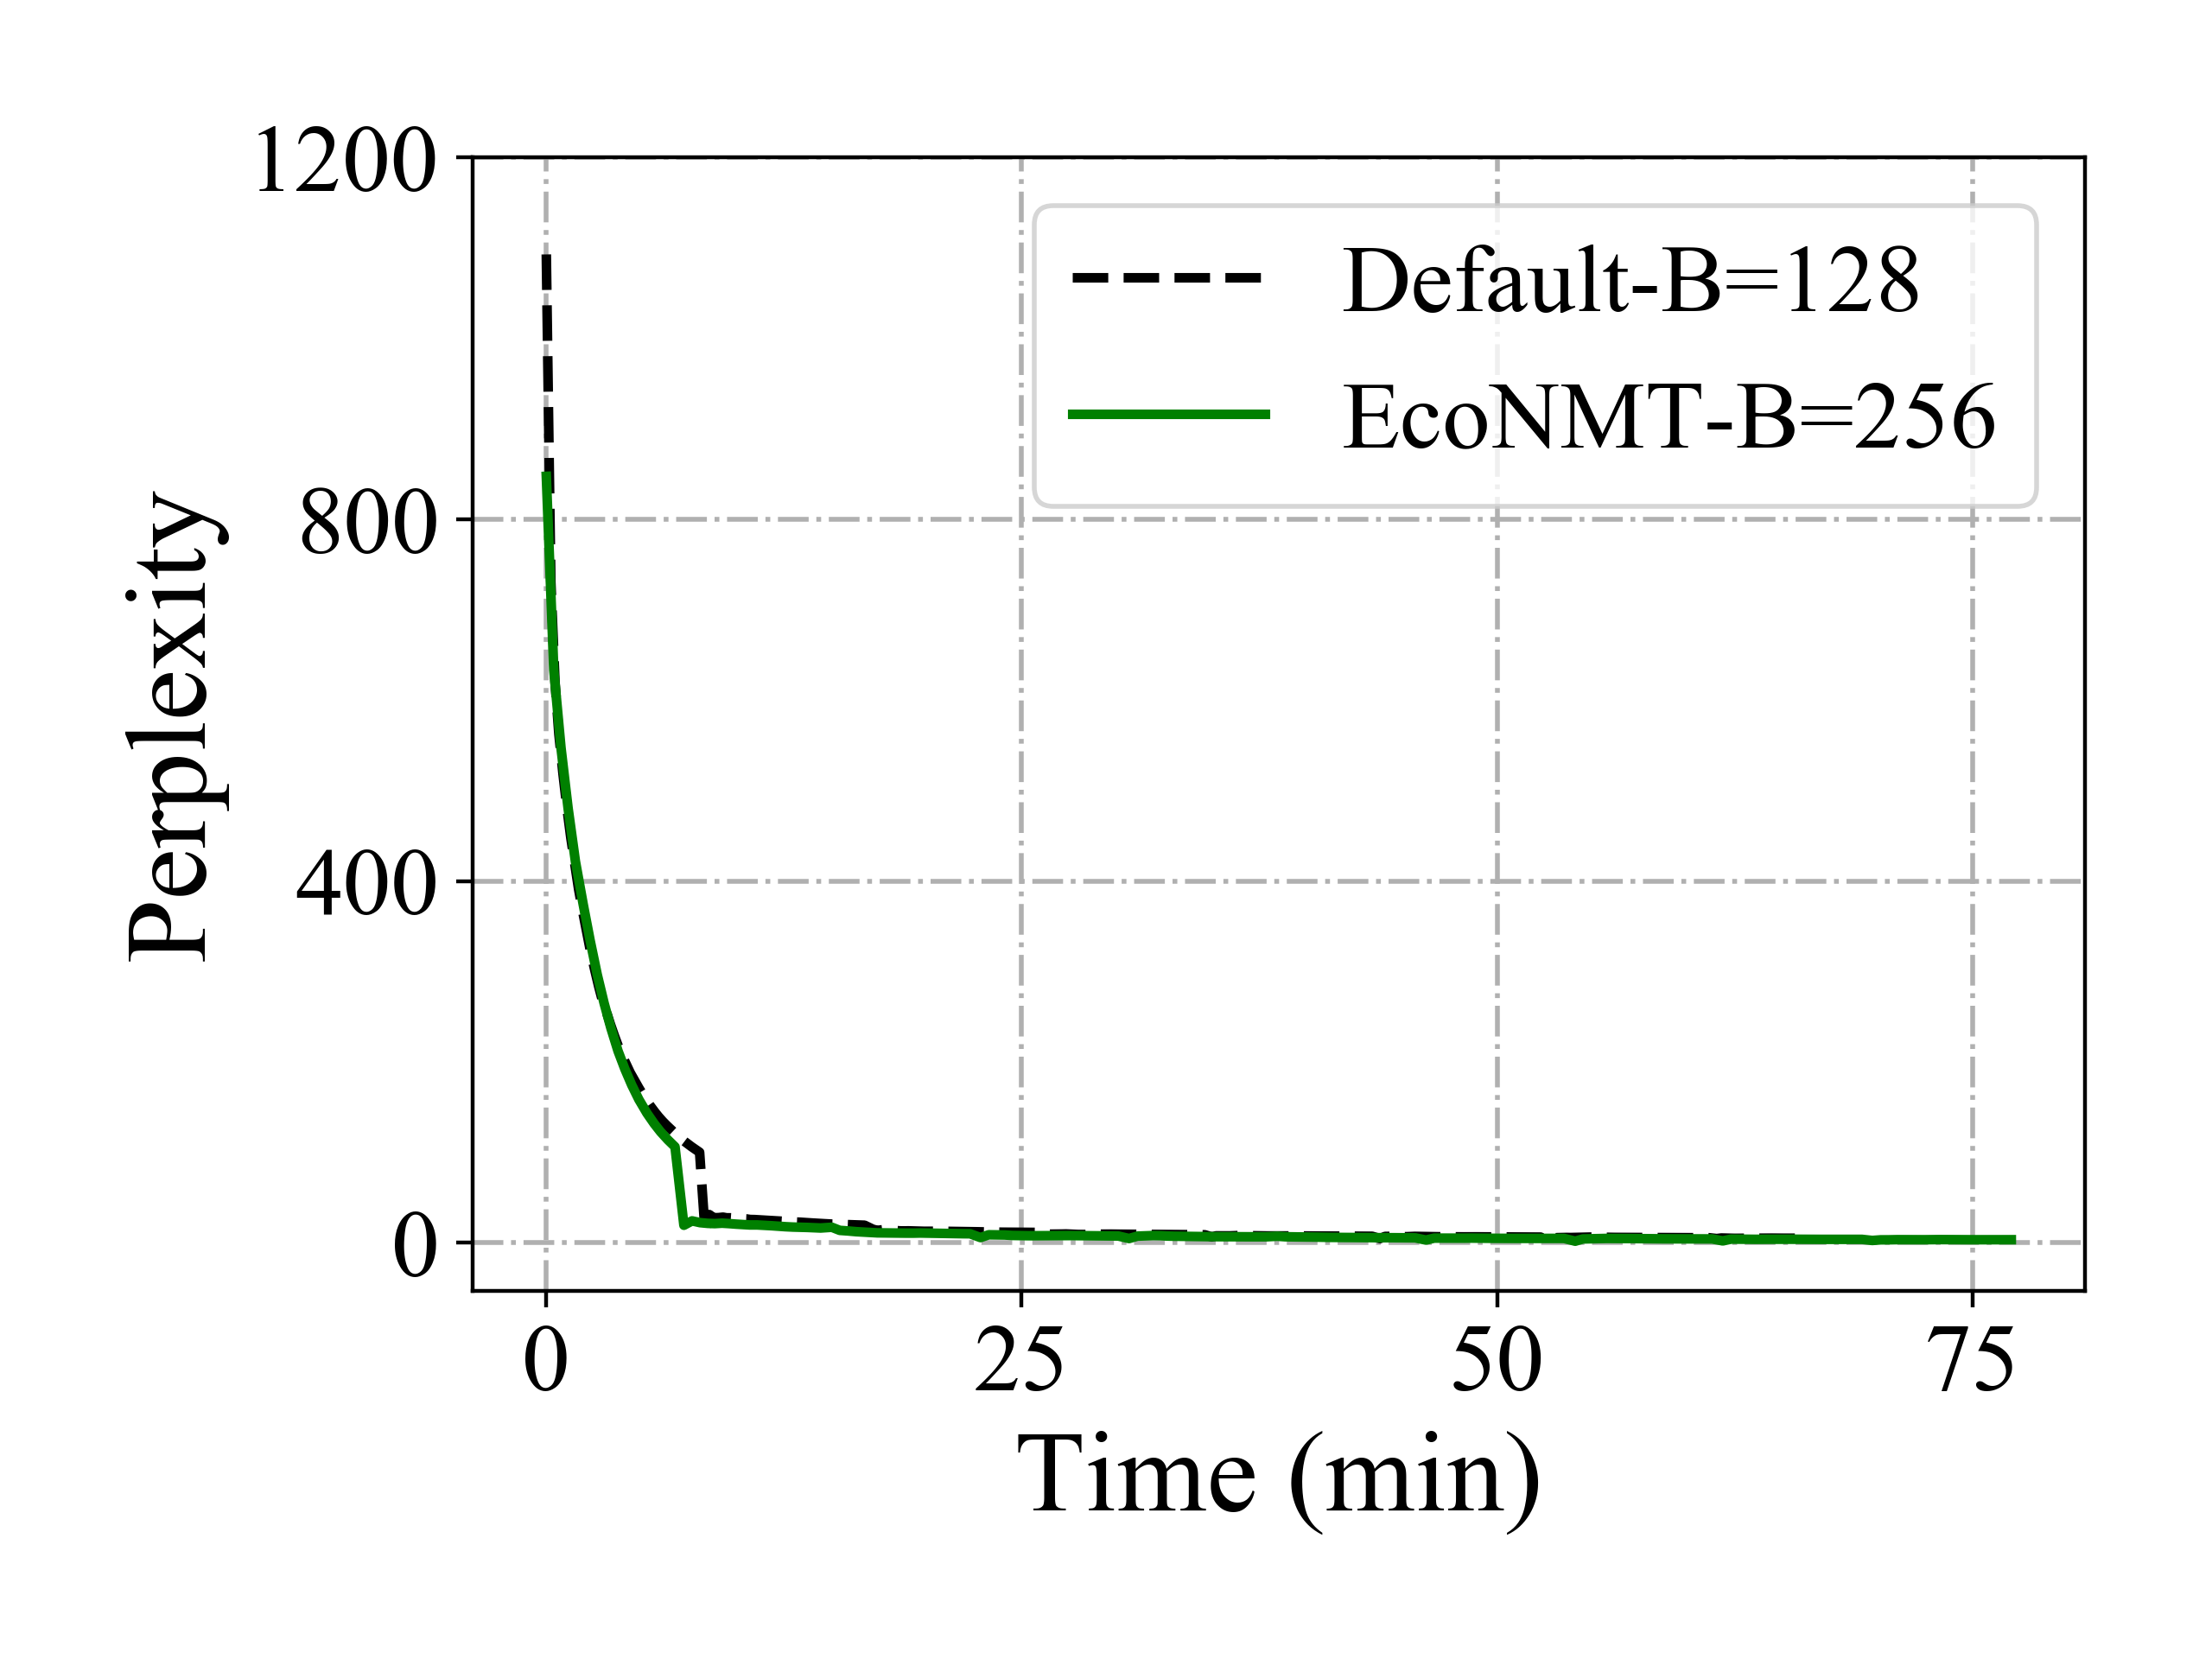 1200
Default-B=128
EcoNMT-B=256
800
400
0
Perplexity
0 25 50 75
Time (min)